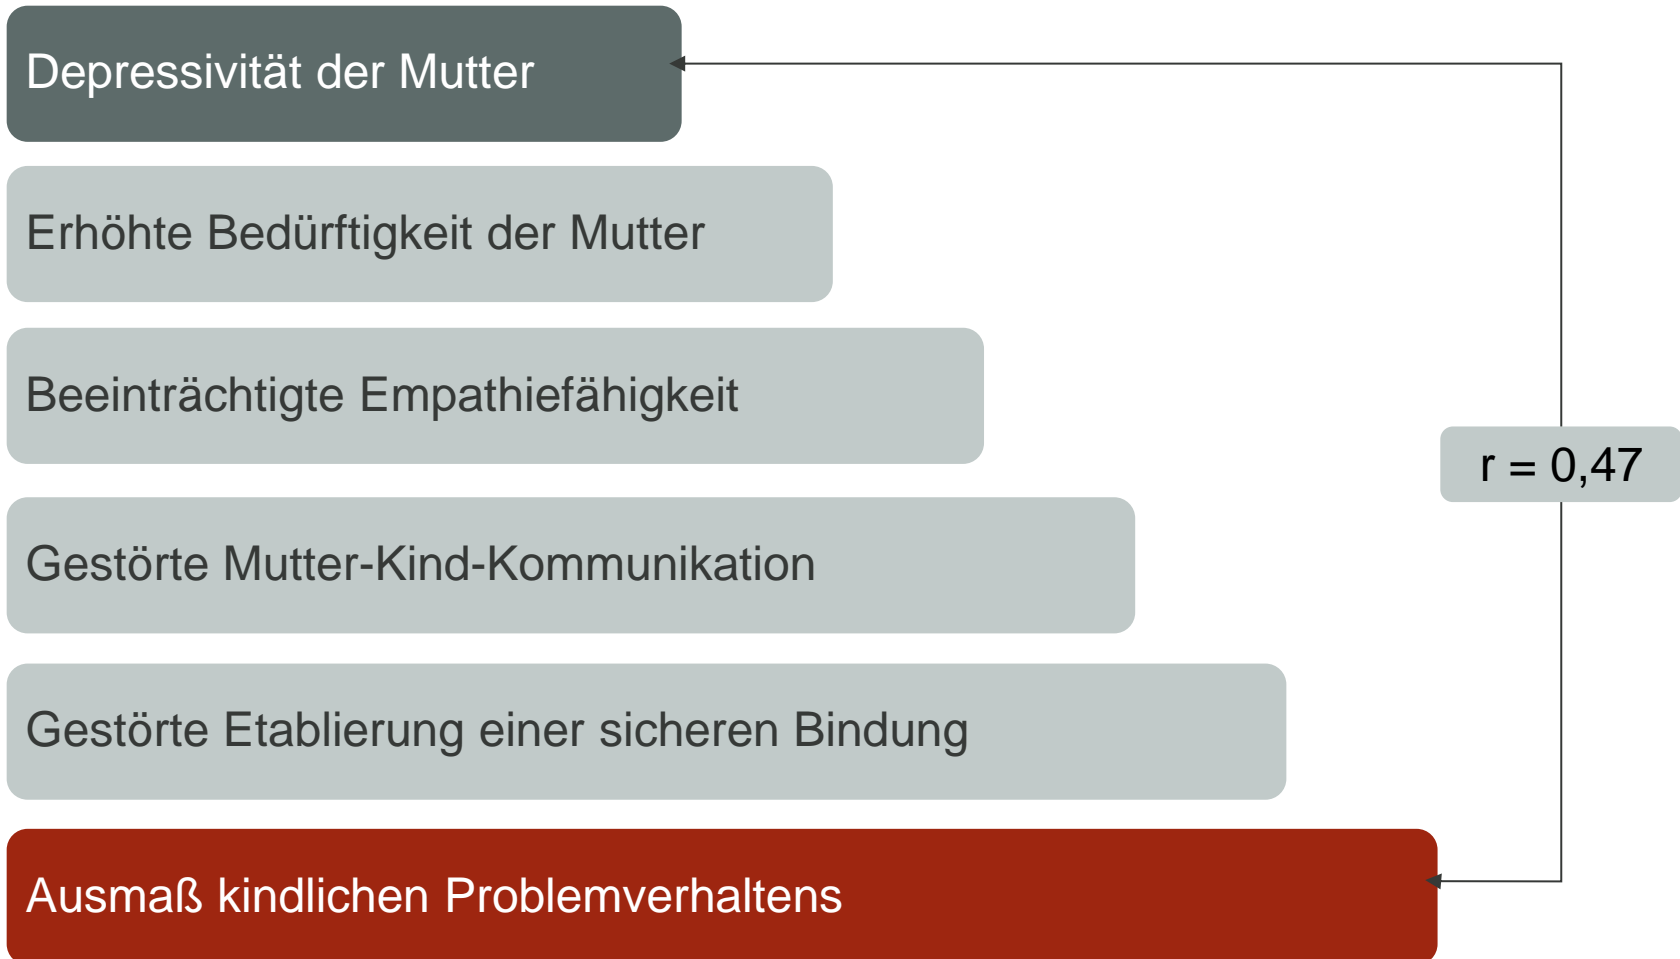 Depressivität der Mutter
Erhöhte Bedürftigkeit der Mutter
Beeinträchtigte Empathiefähigkeit
r = 0,47
Gestörte Mutter-Kind-Kommunikation
Gestörte Etablierung einer sicheren Bindung
Ausmaß kindlichen Problemverhaltens